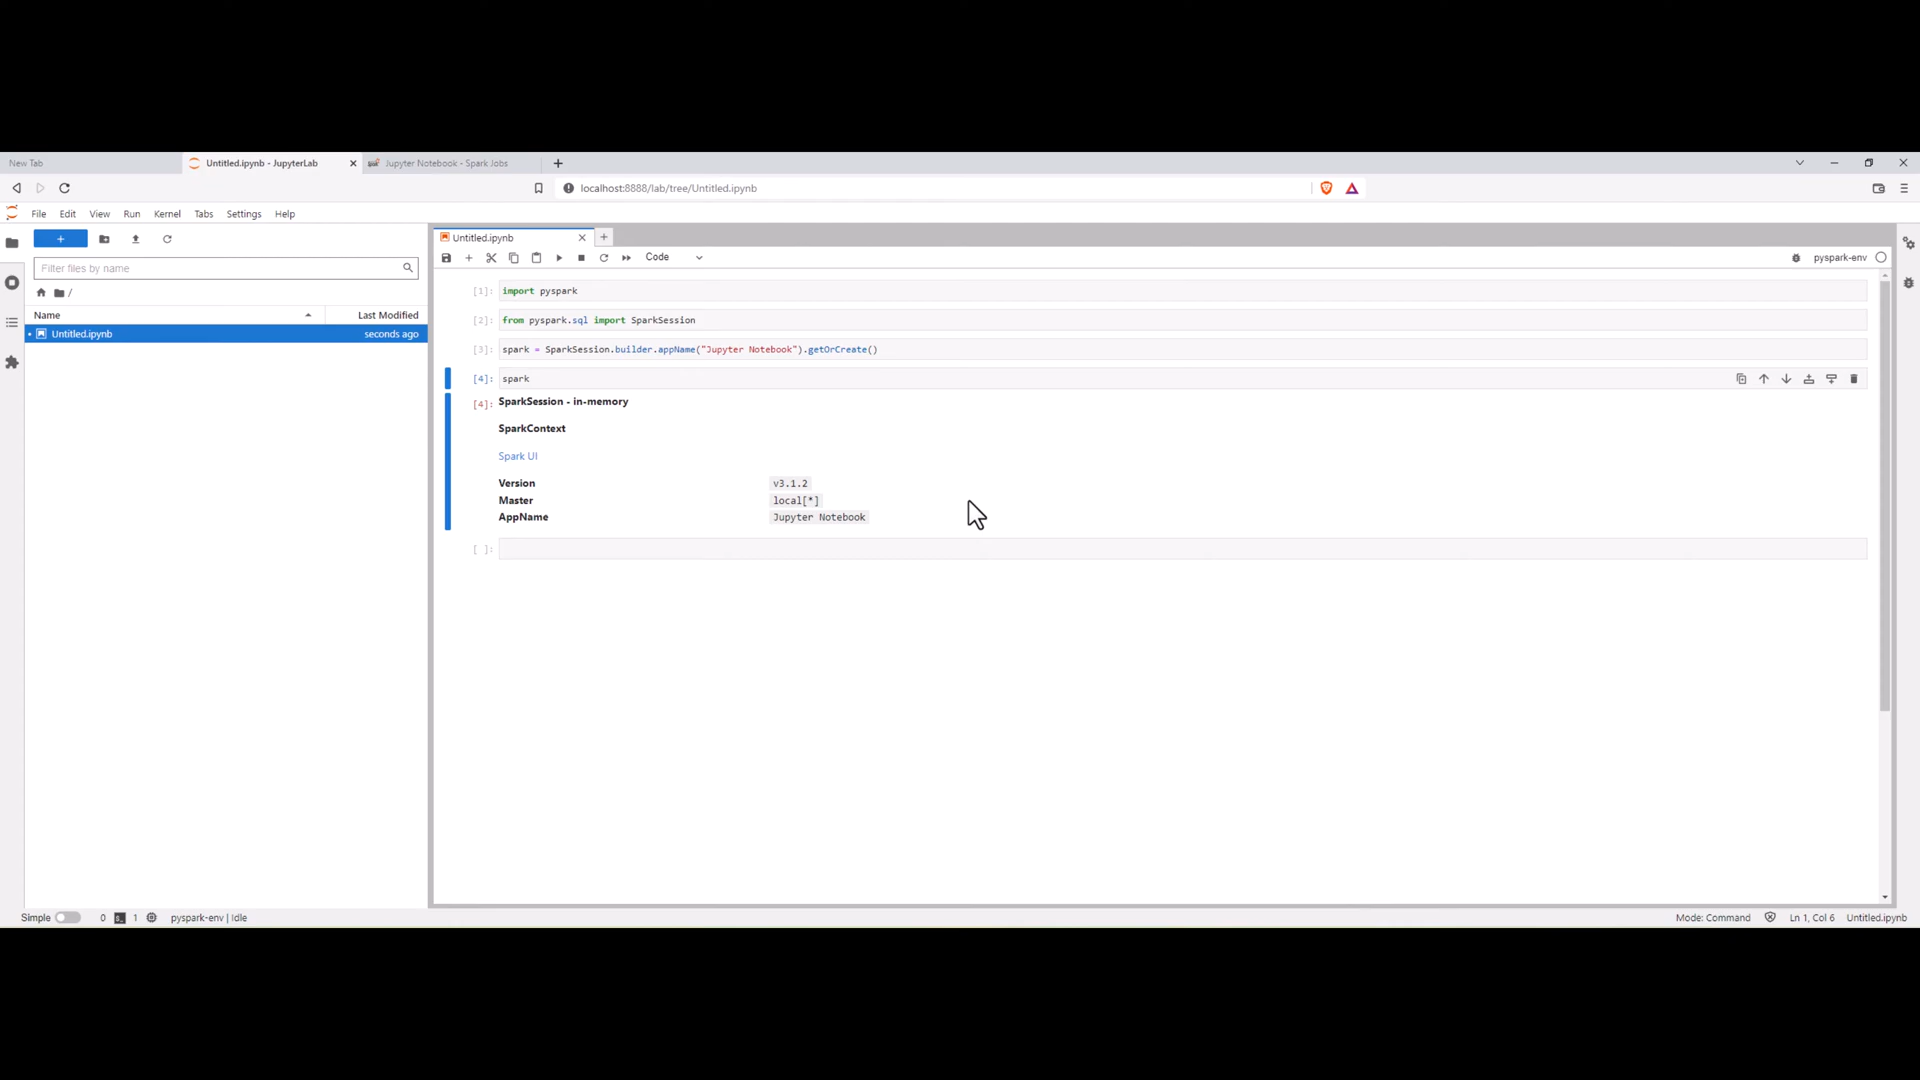 New Tab
Untitled.ipynb - JupyterLab
Jupyter Notebook - Spark Jobs
localhost:8888/lab/tree/Untitled.ipynb
File Edit View Run Kernel Tabs Settings Help
Filter files by name
/
Name Last Modified
Untitled.ipynb seconds ago
Untitled.ipynb
Code
pyspark-env
[1]: import pyspark
[2]: from pyspark.sql import SparkSession
[3]: spark = SparkSession.builder.appName("Jupyter Notebook").getOrCreate()
[4]: spark
[4]: SparkSession - in-memory
SparkContext
Spark UI
Version v3.1.2
Master local[*]
AppName Jupyter Notebook
[ ]:
Simple 0 1 pyspark-env | Idle Mode: Command Ln 1, Col 6 Untitled.ipynb